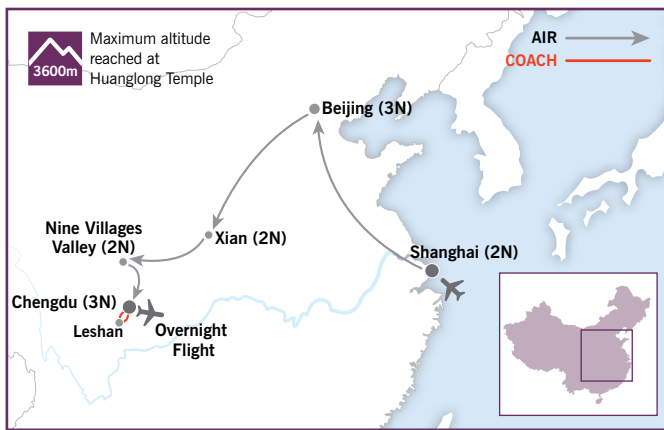 Maximum altitude
reached at
Huanglong Temple
3600m
AIR
COACH
Beijing (3N)
Xian (2N)
Nine Villages
Valley (2N)
Shanghai (2N)
Chengdu (3N)
Leshan
Overnight
Flight